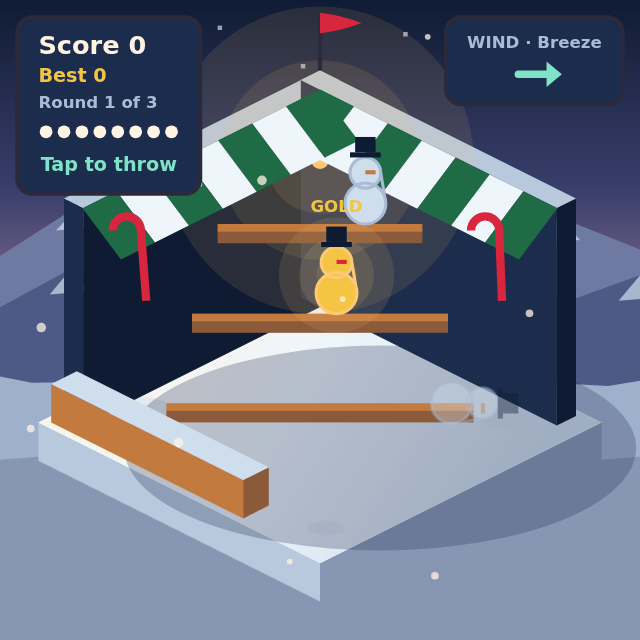 Score 0
Best 0
Round 1 of 3
Tap to throw
WIND · Breeze
GOLD